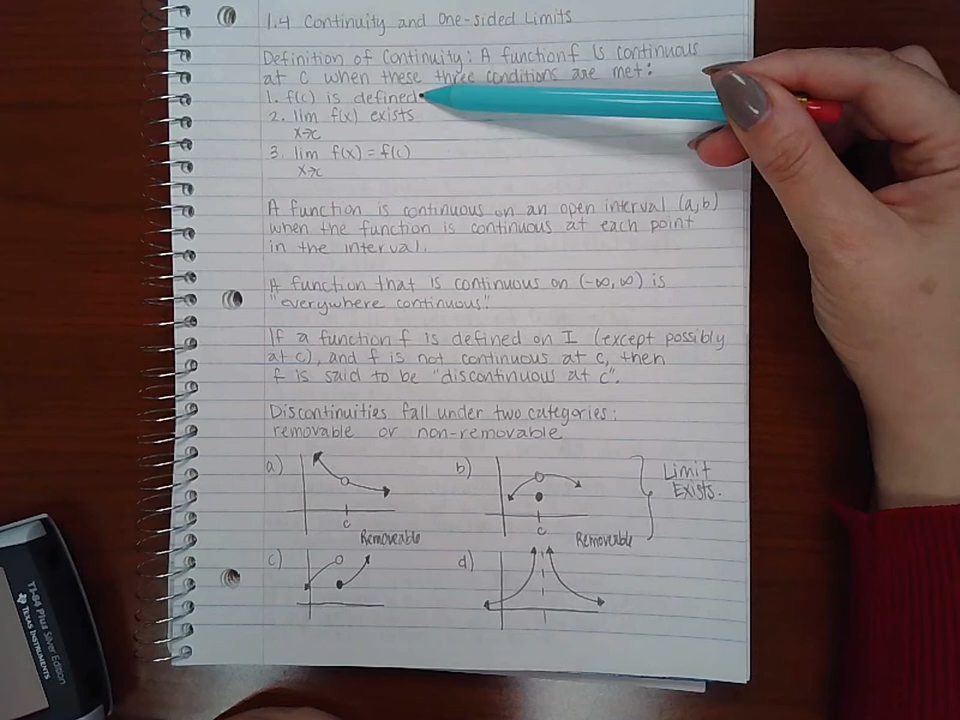 1.4 Continuity and One-sided Limits
Definition of Continuity: A function f is continuous
at c when these three conditions are met:
1. f(c) is defined
2. lim f(x) exists
x→c
3. lim f(x) = f(c)
x→c
A function is continuous on an open interval (a,b)
when the function is continuous at each point
in the interval.
A function that is continuous on (-∞, ∞) is
"everywhere continuous."
If a function f is defined on I (except possibly
at c), and f is not continuous at c, then
f is said to be "discontinuous at c".
Discontinuities fall under two categories:
removable or non-removable
a)
b)
Limit
Exists.
c
c
Removeable
Removeable
c)
d)
TI-84 Plus Silver Edition
TEXAS INSTRUMENTS